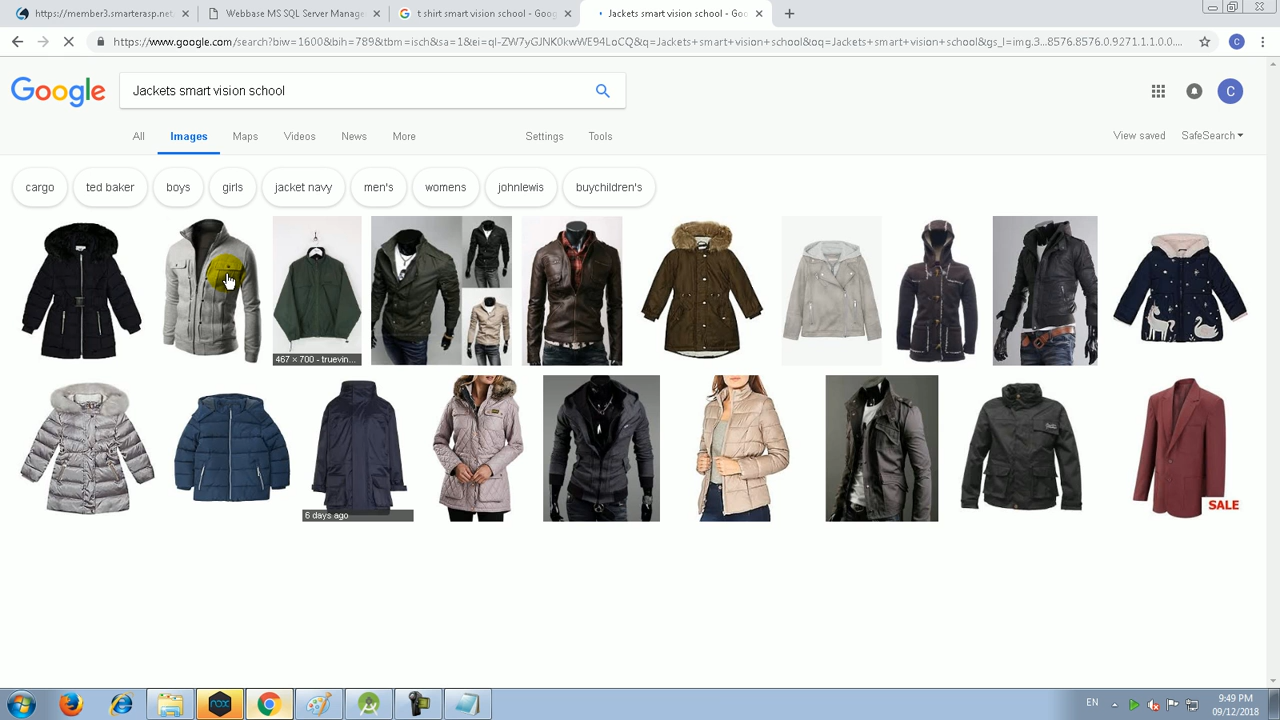 https://member3.smarterasp.net
Webbase MS SQL Server Manage
t shirt smart vision school - Goog
Jackets smart vision school - Goo
https://www.google.com/search?biw=1600&bih=789&tbm=isch&sa=1&ei=ql-ZW7yGJNK0kwWE94LoCQ&q=Jackets+smart+vision+school&oq=Jackets+smart+vision+school&gs_l=img.3...8576.8576.0.9271.1.1.0.0....
C
Google
Jackets smart vision school
C
All Images Maps Videos News More Settings Tools View saved SafeSearch
cargo ted baker boys girls jacket navy men's womens johnlewis buychildren's
467 × 700 - truevin...
6 days ago
SALE
nox
EN
9:49 PM
09/12/2018